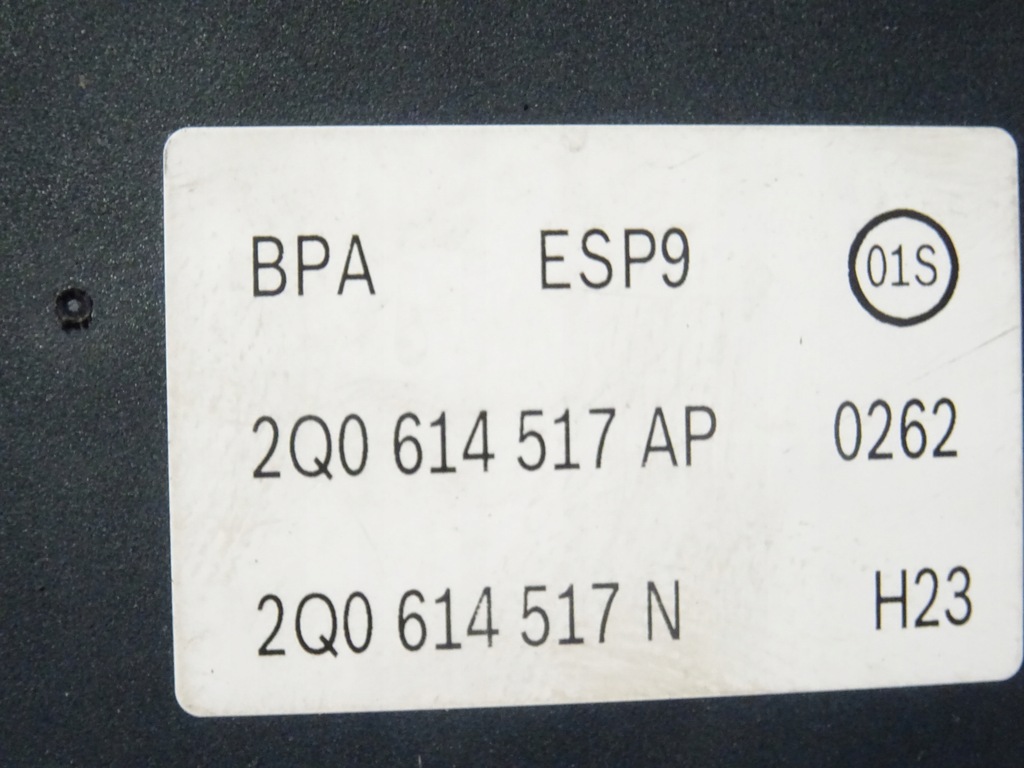 BPA ESP9 01S
2Q0 614 517 AP 0262
2Q0 614 517 N H23